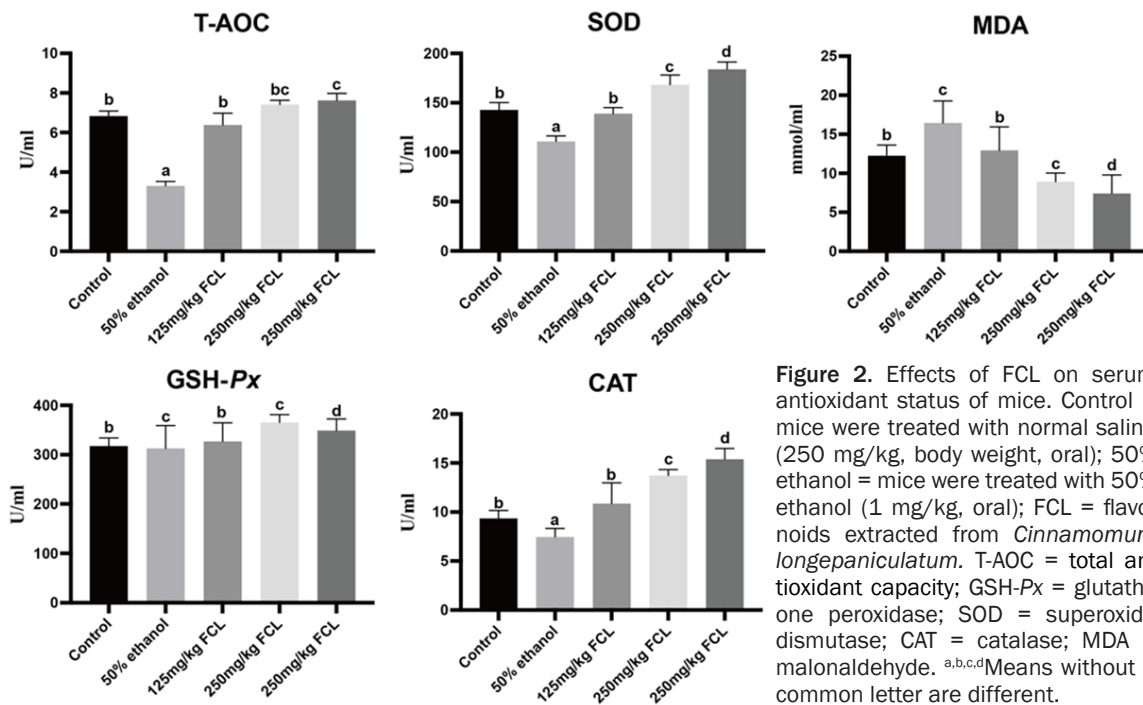 T-AOC
10
8
6
4
2
0
U/ml
b
a
b
bc
c
Control
50% ethanol
125mg/kg FCL
250mg/kg FCL
250mg/kg FCL
SOD
200
150
100
50
0
U/ml
b
a
b
c
d
Control
50% ethanol
125mg/kg FCL
250mg/kg FCL
250mg/kg FCL
MDA
25
20
15
10
5
0
mmol/ml
b
c
b
c
d
Control
50% ethanol
125mg/kg FCL
250mg/kg FCL
250mg/kg FCL
GSH-Px
400
300
200
100
0
U/ml
b
c
b
c
d
Control
50% ethanol
125mg/kg FCL
250mg/kg FCL
250mg/kg FCL
CAT
20
15
10
5
0
U/ml
b
a
b
c
d
Control
50% ethanol
125mg/kg FCL
250mg/kg FCL
250mg/kg FCL
Figure 2. Effects of FCL on serum
antioxidant status of mice. Control
mice were treated with normal salin
(250 mg/kg, body weight, oral); 50%
ethanol = mice were treated with 50%
ethanol (1 mg/kg, oral); FCL = flavo
noids extracted from Cinnamomun
longepaniculatum. T-AOC = total an
tioxidant capacity; GSH-Px = glutath
one peroxidase; SOD = superoxid
dismutase; CAT = catalase; MDA
malonaldehyde. a,b,c,dMeans without
common letter are different.